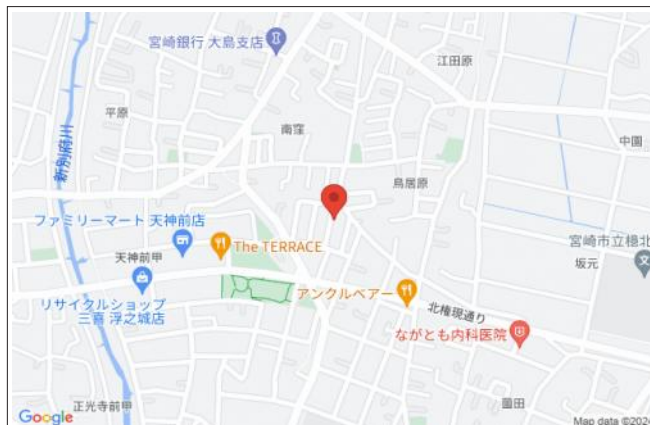 宮崎銀行 大島支店
江田原
平原
南窪
中園
新別府川
鳥居原
ファミリーマート 天神前店
The TERRACE
宮崎市立檍北
天神前甲
坂元
リサイクルショップ
三喜 浮之城店
アンクルベアー
北権現通り
ながとも内科医院
正光寺前甲
園田
Google
Map data ©2024